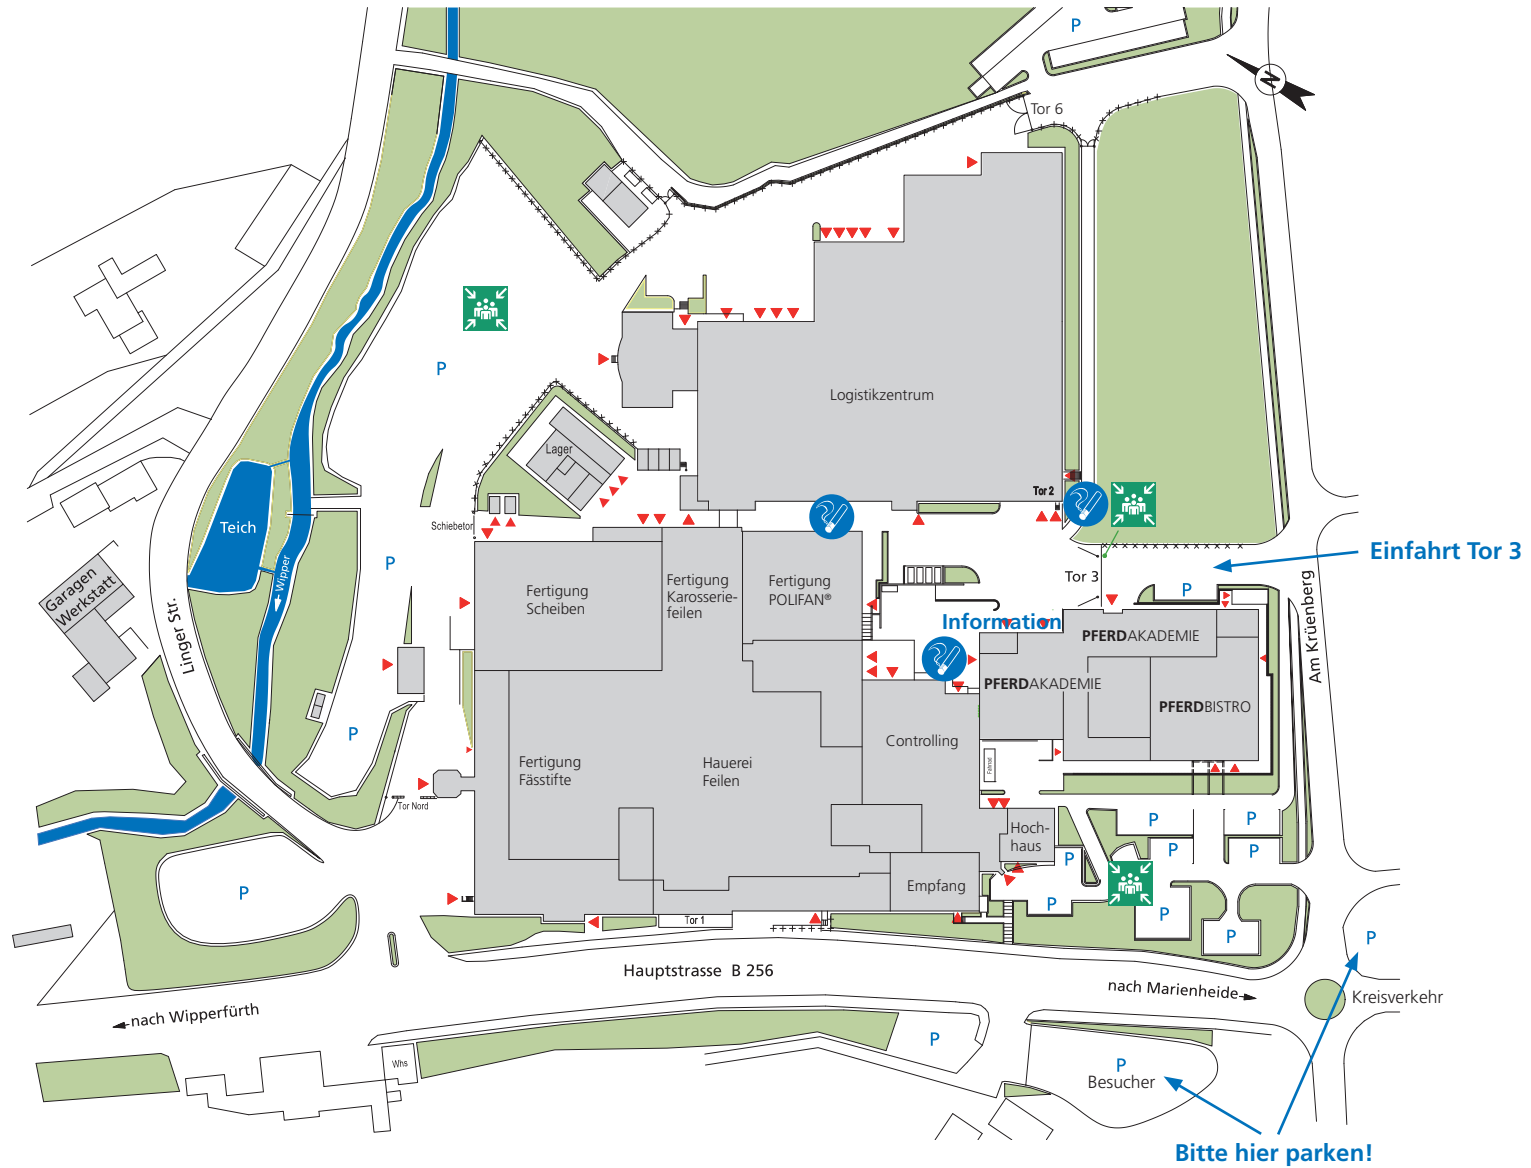 P
N
Tor 6
P
Logistikzentrum
Lager
Tor 2
Schiebetor
Teich
Wipper
P
Einfahrt Tor 3
Garagen
Werkstatt
Linger Str.
Fertigung
Scheiben
Fertigung
Karosserie-
feilen
Fertigung
POLIFAN®
Tor 3
P
Am Krüenberg
Information
PFERDAKADEMIE
PFERDAKADEMIE
PFERDBISTRO
P
Fertigung
Fässtifte
Hauerei
Feilen
Controlling
Fahrrad
Tor Nord
Hoch-
haus
P
P
P
P
P
P
Empfang
P
P
P
P
Tor 1
Hauptstrasse B 256
nach Marienheide
Kreisverkehr
nach Wipperfürth
Whs
P
P
Besucher
Bitte hier parken!